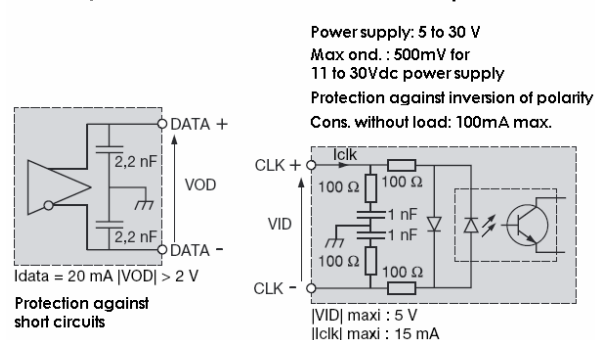 Power supply: 5 to 30 V
Max ond. : 500mV for
11 to 30Vdc power supply
Protection against inversion of polarity
Cons. without load: 100mA max.
DATA +
2,2 nF
VOD
2,2 nF
DATA -
Idata = 20 mA |VOD| > 2 V
Protection against
short circuits
CLK +
Iclk
100 Ω
100 Ω
1 nF
VID
1 nF
100 Ω
100 Ω
CLK -
|VID| maxi : 5 V
|Iclk| maxi : 15 mA